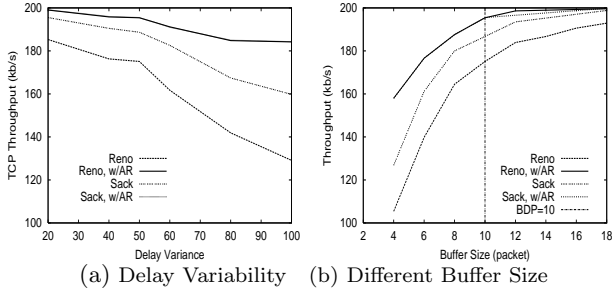 200
180
160
140
120
100
TCP Throughput (kb/s)
Reno
Reno, w/AR
Sack
Sack, w/AR
20 30 40 50 60 70 80 90 100
Delay Variance
(a) Delay Variability
200
180
160
140
120
100
Throughput (kb/s)
Reno
Reno, w/AR
Sack
Sack, w/AR
BDP=10
2 4 6 8 10 12 14 16 18
Buffer Size (packet)
(b) Different Buffer Size